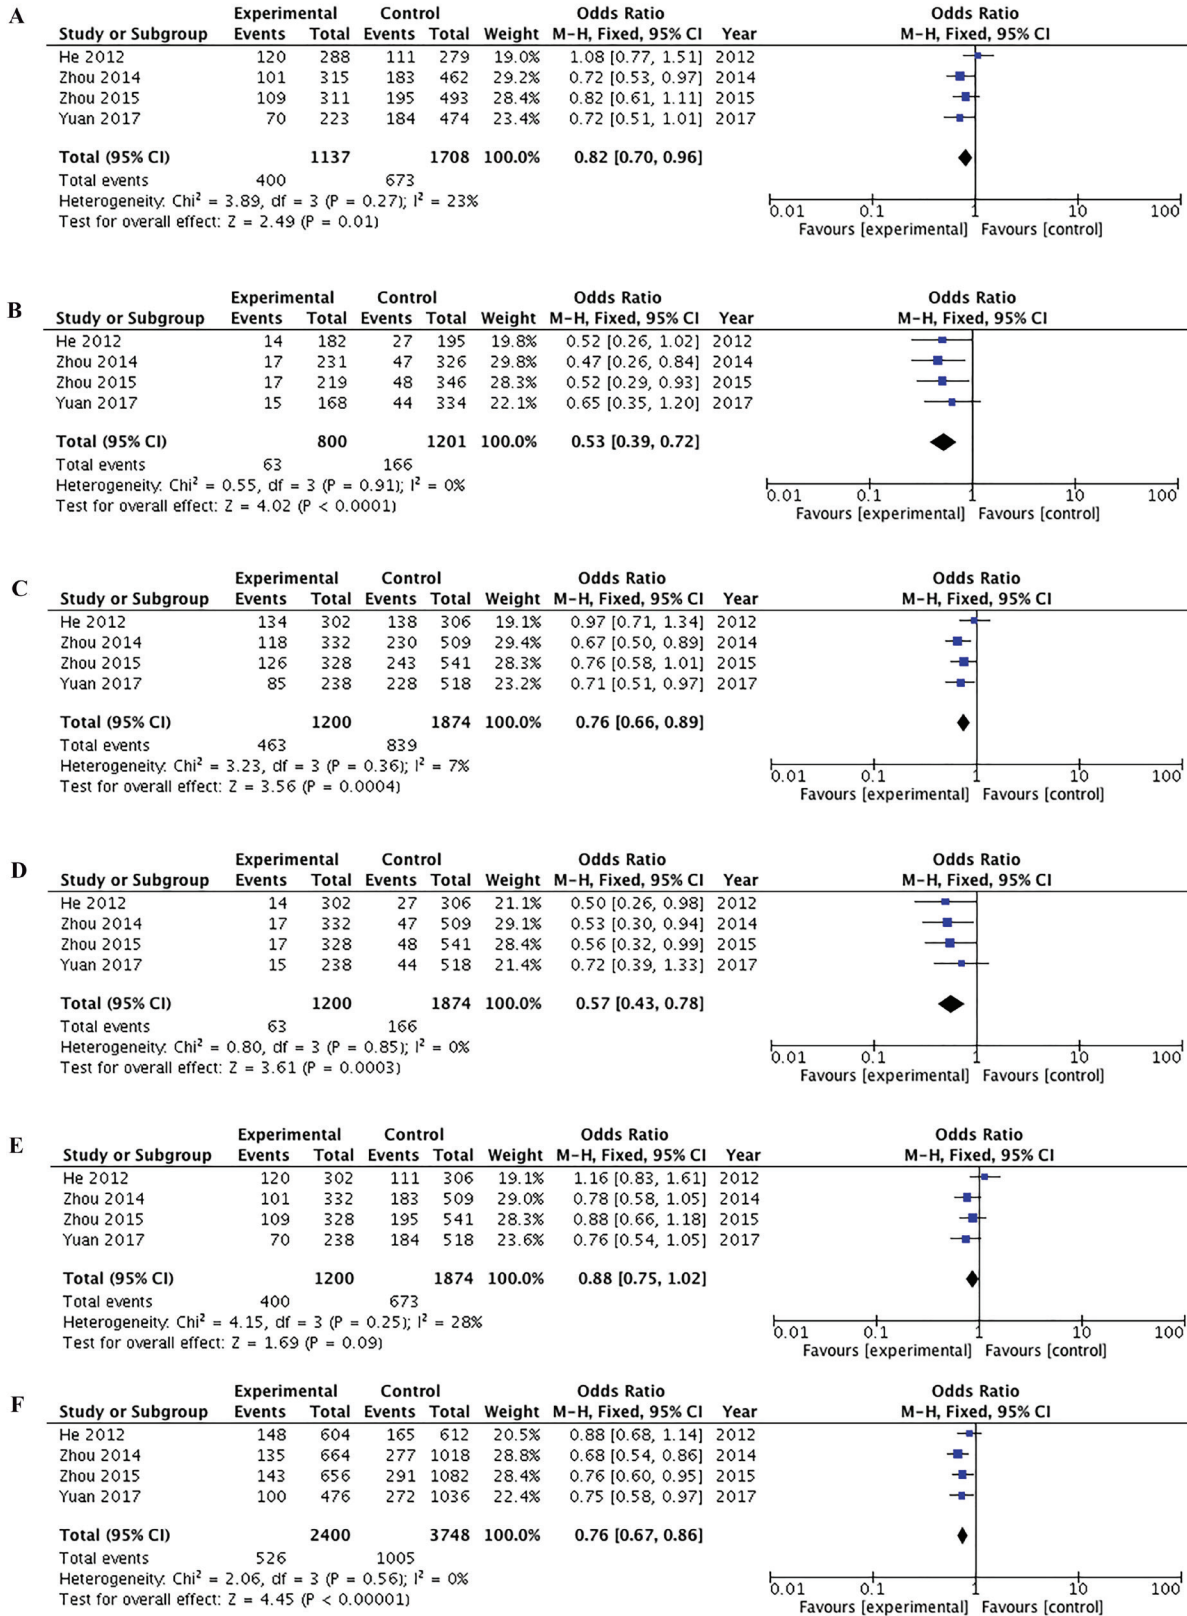 A
Experimental Control Odds Ratio Odds Ratio
Study or Subgroup Events Total Events Total Weight M-H, Fixed, 95% CI Year M-H, Fixed, 95% CI
He 2012 120 288 111 279 19.0% 1.08 [0.77, 1.51] 2012
Zhou 2014 101 315 183 462 29.2% 0.72 [0.53, 0.97] 2014
Zhou 2015 109 311 195 493 28.4% 0.82 [0.61, 1.11] 2015
Yuan 2017 70 223 184 474 23.4% 0.72 [0.51, 1.01] 2017
Total (95% CI) 1137 1708 100.0% 0.82 [0.70, 0.96]
Total events 400 673
Heterogeneity: Chi² = 3.89, df = 3 (P = 0.27); I² = 23%
Test for overall effect: Z = 2.49 (P = 0.01)
0.01 0.1 1 10 100
Favours [experimental] Favours [control]
B
Experimental Control Odds Ratio Odds Ratio
Study or Subgroup Events Total Events Total Weight M-H, Fixed, 95% CI Year M-H, Fixed, 95% CI
He 2012 14 182 27 195 19.8% 0.52 [0.26, 1.02] 2012
Zhou 2014 17 231 47 326 29.8% 0.47 [0.26, 0.84] 2014
Zhou 2015 17 219 48 346 28.3% 0.52 [0.29, 0.93] 2015
Yuan 2017 15 168 44 334 22.1% 0.65 [0.35, 1.20] 2017
Total (95% CI) 800 1201 100.0% 0.53 [0.39, 0.72]
Total events 63 166
Heterogeneity: Chi² = 0.55, df = 3 (P = 0.91); I² = 0%
Test for overall effect: Z = 4.02 (P < 0.0001)
0.01 0.1 1 10 100
Favours [experimental] Favours [control]
C
Experimental Control Odds Ratio Odds Ratio
Study or Subgroup Events Total Events Total Weight M-H, Fixed, 95% CI Year M-H, Fixed, 95% CI
He 2012 134 302 138 306 19.1% 0.97 [0.71, 1.34] 2012
Zhou 2014 118 332 230 509 29.4% 0.67 [0.50, 0.89] 2014
Zhou 2015 126 328 243 541 28.3% 0.76 [0.58, 1.01] 2015
Yuan 2017 85 238 228 518 23.2% 0.71 [0.51, 0.97] 2017
Total (95% CI) 1200 1874 100.0% 0.76 [0.66, 0.89]
Total events 463 839
Heterogeneity: Chi² = 3.23, df = 3 (P = 0.36); I² = 7%
Test for overall effect: Z = 3.56 (P = 0.0004)
0.01 0.1 1 10 100
Favours [experimental] Favours [control]
D
Experimental Control Odds Ratio Odds Ratio
Study or Subgroup Events Total Events Total Weight M-H, Fixed, 95% CI Year M-H, Fixed, 95% CI
He 2012 14 302 27 306 21.1% 0.50 [0.26, 0.98] 2012
Zhou 2014 17 332 47 509 29.1% 0.53 [0.30, 0.94] 2014
Zhou 2015 17 328 48 541 28.4% 0.56 [0.32, 0.99] 2015
Yuan 2017 15 238 44 518 21.4% 0.72 [0.39, 1.33] 2017
Total (95% CI) 1200 1874 100.0% 0.57 [0.43, 0.78]
Total events 63 166
Heterogeneity: Chi² = 0.80, df = 3 (P = 0.85); I² = 0%
Test for overall effect: Z = 3.61 (P = 0.0003)
0.01 0.1 1 10 100
Favours [experimental] Favours [control]
E
Experimental Control Odds Ratio Odds Ratio
Study or Subgroup Events Total Events Total Weight M-H, Fixed, 95% CI Year M-H, Fixed, 95% CI
He 2012 120 302 111 306 19.1% 1.16 [0.83, 1.61] 2012
Zhou 2014 101 332 183 509 29.0% 0.78 [0.58, 1.05] 2014
Zhou 2015 109 328 195 541 28.3% 0.88 [0.66, 1.18] 2015
Yuan 2017 70 238 184 518 23.6% 0.76 [0.54, 1.05] 2017
Total (95% CI) 1200 1874 100.0% 0.88 [0.75, 1.02]
Total events 400 673
Heterogeneity: Chi² = 4.15, df = 3 (P = 0.25); I² = 28%
Test for overall effect: Z = 1.69 (P = 0.09)
0.01 0.1 1 10 100
Favours [experimental] Favours [control]
F
Experimental Control Odds Ratio Odds Ratio
Study or Subgroup Events Total Events Total Weight M-H, Fixed, 95% CI Year M-H, Fixed, 95% CI
He 2012 148 604 165 612 20.5% 0.88 [0.68, 1.14] 2012
Zhou 2014 135 664 277 1018 28.8% 0.68 [0.54, 0.86] 2014
Zhou 2015 143 656 291 1082 28.4% 0.76 [0.60, 0.95] 2015
Yuan 2017 100 476 272 1036 22.4% 0.75 [0.58, 0.97] 2017
Total (95% CI) 2400 3748 100.0% 0.76 [0.67, 0.86]
Total events 526 1005
Heterogeneity: Chi² = 2.06, df = 3 (P = 0.56); I² = 0%
Test for overall effect: Z = 4.45 (P < 0.00001)
0.01 0.1 1 10 100
Favours [experimental] Favours [control]